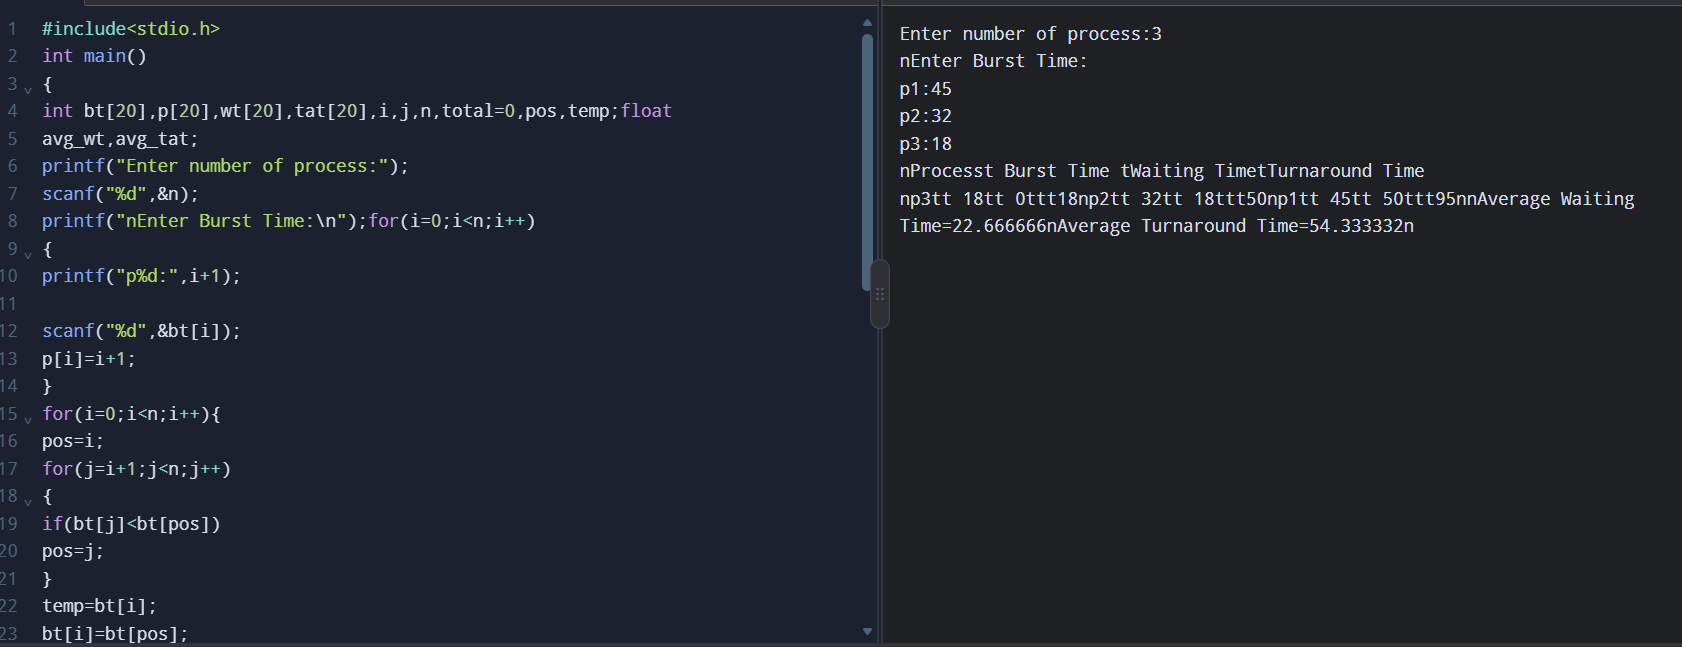 1 #include<stdio.h>
2 int main()
3 {
4 int bt[20],p[20],wt[20],tat[20],i,j,n,total=0,pos,temp;float
5 avg_wt,avg_tat;
6 printf("Enter number of process:");
7 scanf("%d",&n);
8 printf("nEnter Burst Time:\n");for(i=0;i<n;i++)
9 {
10 printf("p%d:",i+1);
11
12 scanf("%d",&bt[i]);
13 p[i]=i+1;
14 }
15 for(i=0;i<n;i++){
16 pos=i;
17 for(j=i+1;j<n;j++)
18 {
19 if(bt[j]<bt[pos])
20 pos=j;
21 }
22 temp=bt[i];
23 bt[i]=bt[pos];
Enter number of process:3
nEnter Burst Time:
p1:45
p2:32
p3:18
nProcesst Burst Time tWaiting TimetTurnaround Time
np3tt 18tt 0ttt18np2tt 32tt 18ttt50np1tt 45tt 50ttt95nnAverage Waiting
Time=22.666666nAverage Turnaround Time=54.333332n